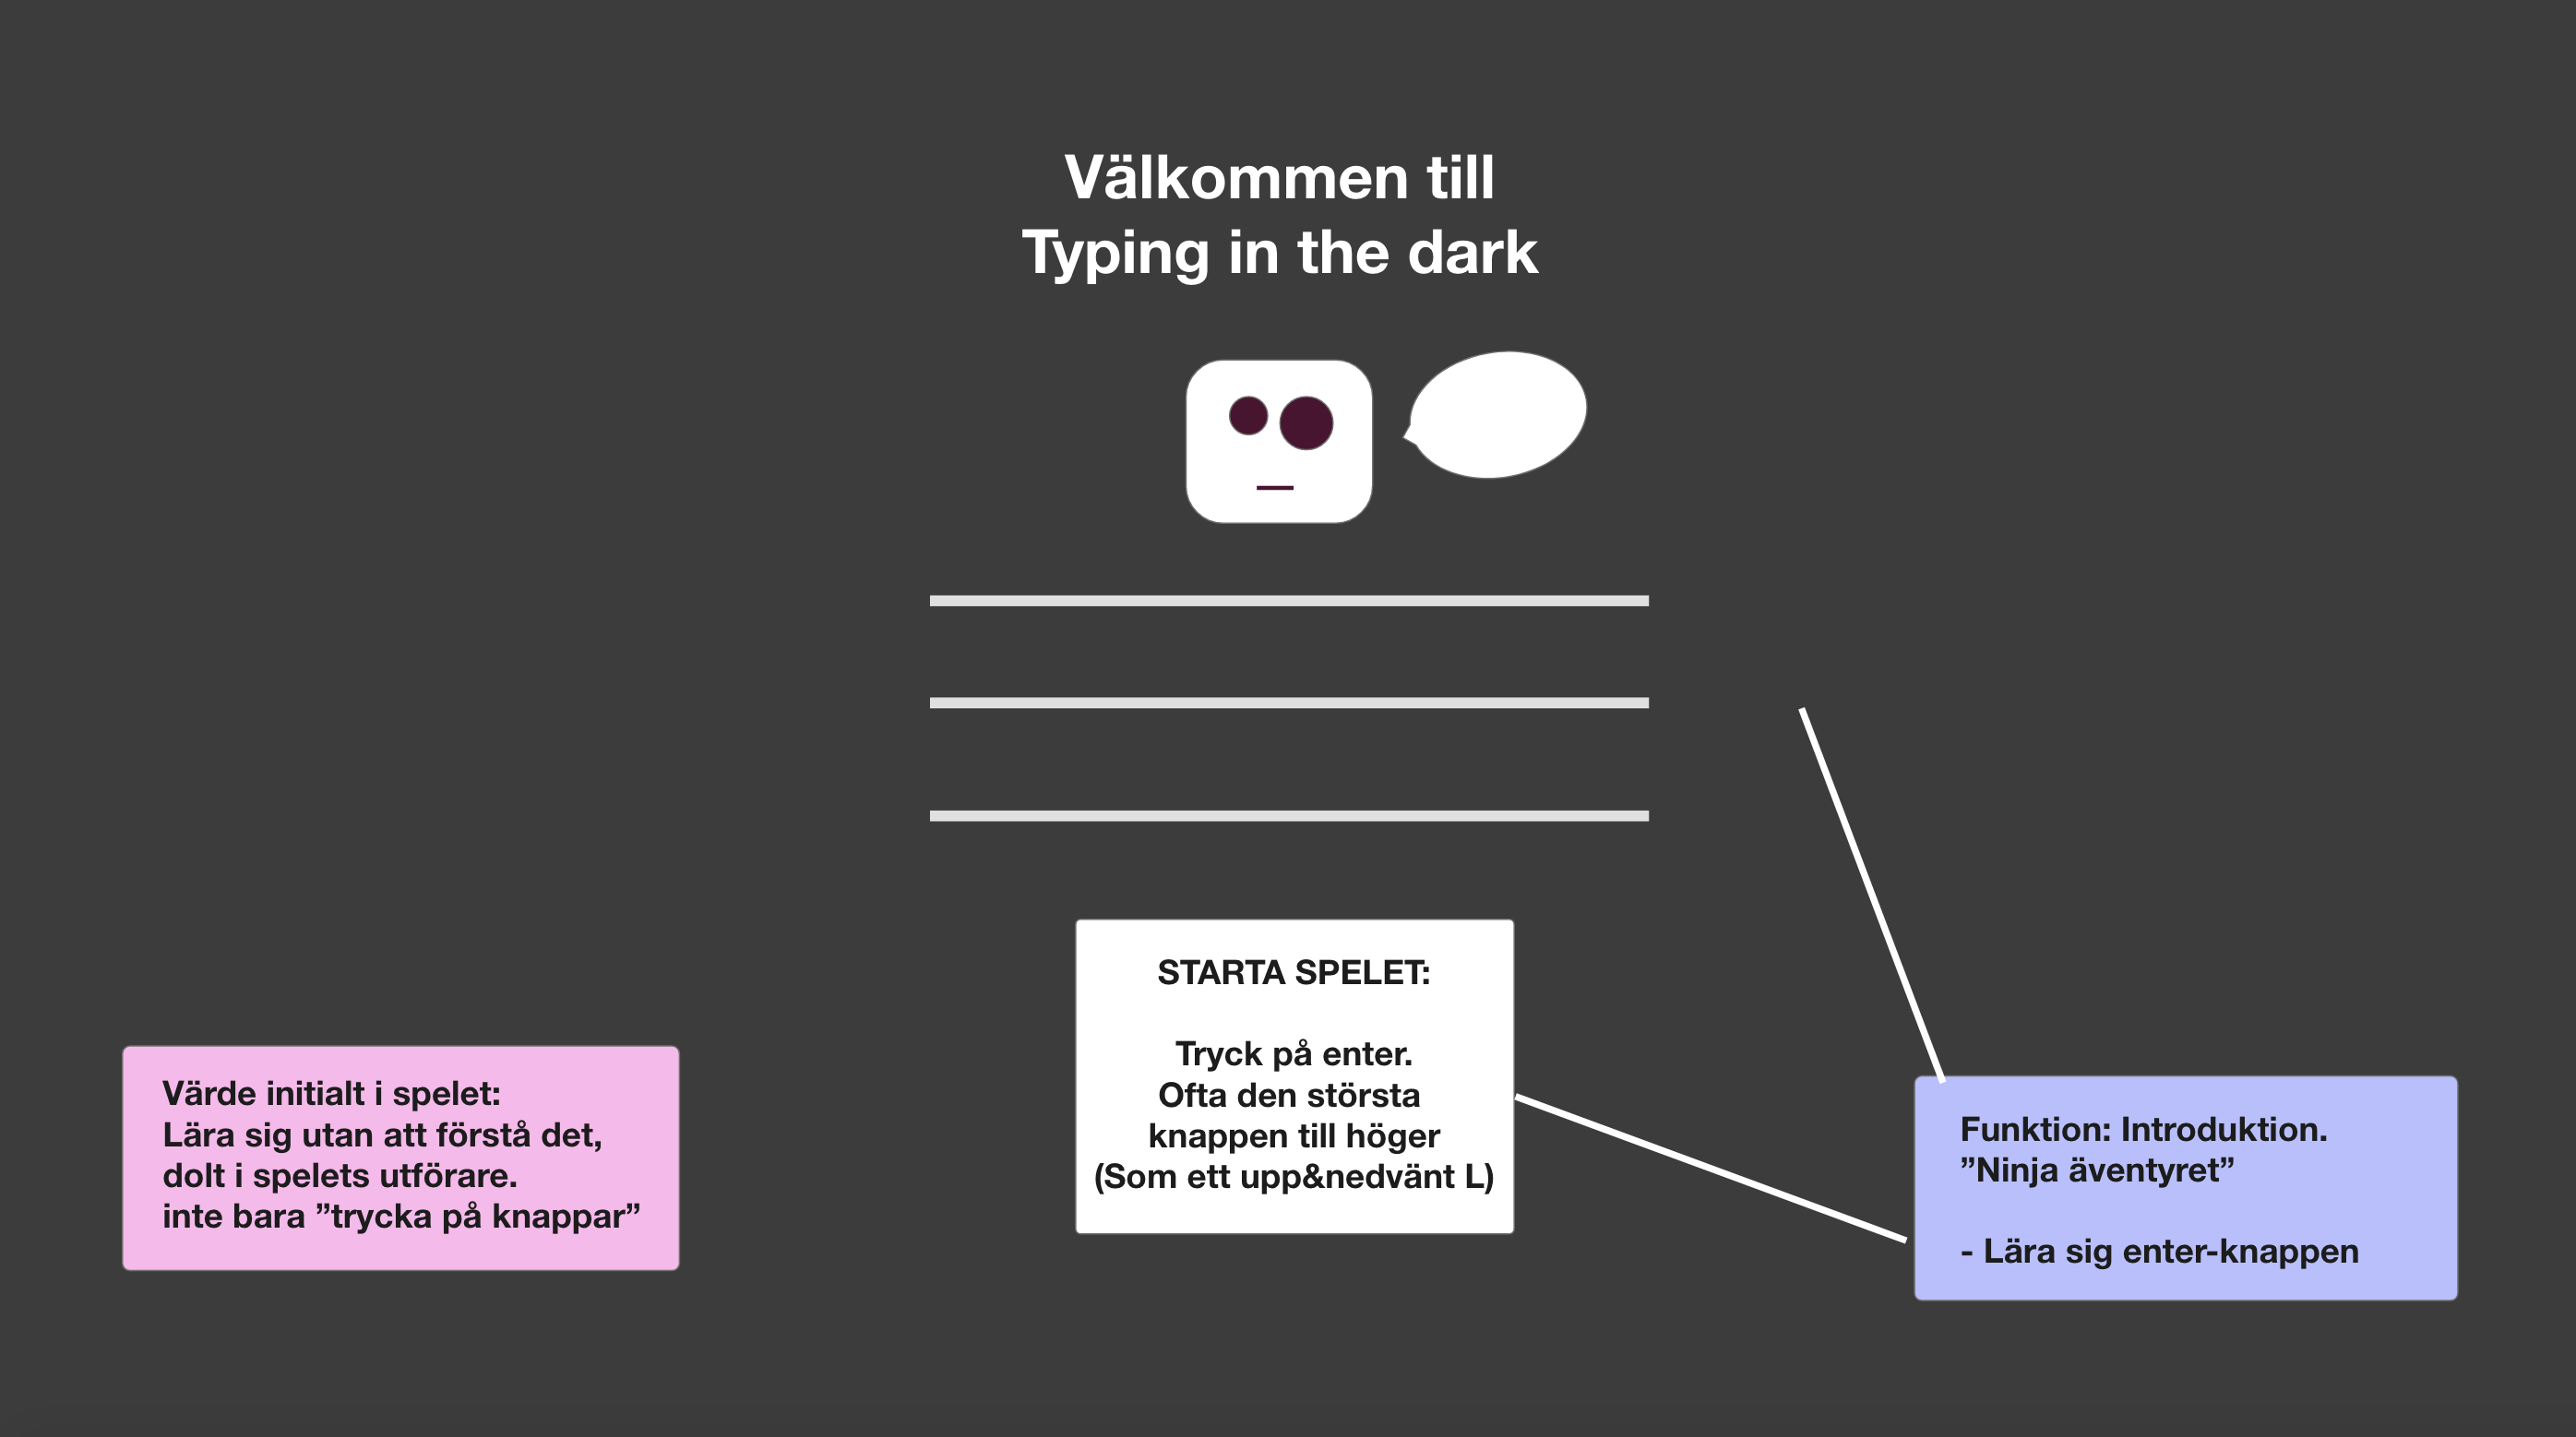 Välkommen till
Typing in the dark
STARTA SPELET:
Tryck på enter.
Ofta den största
knappen till höger
(Som ett upp&nedvänt L)
Värde initialt i spelet:
Lära sig utan att förstå det,
dolt i spelets utförare.
inte bara ”trycka på knappar”
Funktion: Introduktion.
”Ninja äventyret”
- Lära sig enter-knappen